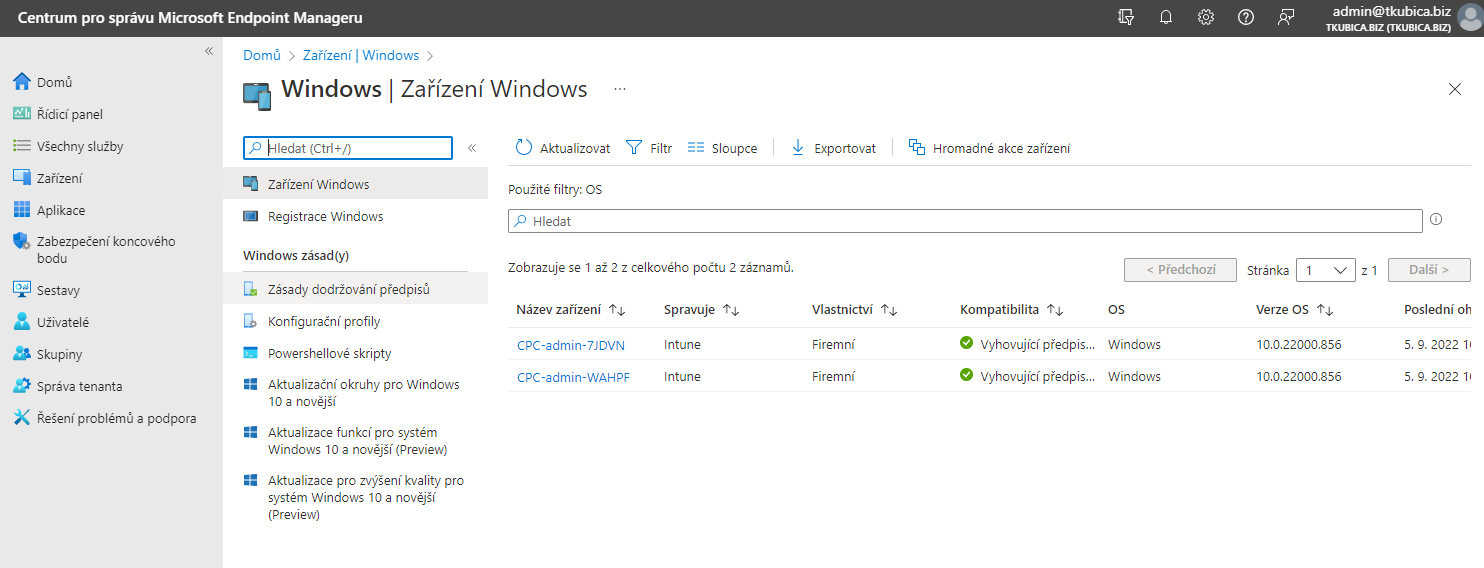 Centrum pro správu Microsoft Endpoint Manageru
admin@tkubica.biz
TKUBICA.BIZ (TKUBICA.BIZ)
Domů
Řídicí panel
Všechny služby
Zařízení
Aplikace
Zabezpečení koncového
bodu
Sestavy
Uživatelé
Skupiny
Správa tenanta
Řešení problémů a podpora
Domů > Zařízení | Windows >
Windows | Zařízení Windows ...
Hledat (Ctrl+/)
Zařízení Windows
Registrace Windows
Windows zásad(y)
Zásady dodržování předpisů
Konfigurační profily
Powershellové skripty
Aktualizační okruhy pro Windows
10 a novější
Aktualizace funkcí pro systém
Windows 10 a novější (Preview)
Aktualizace pro zvýšení kvality pro
systém Windows 10 a novější
(Preview)
Aktualizovat Filtr Sloupce Exportovat Hromadné akce zařízení
Použité filtry: OS
Hledat
Zobrazuje se 1 až 2 z celkového počtu 2 záznamů.
< Předchozí Stránka 1 z 1 Další >
Název zařízení Spravuje Vlastnictví Kompatibilita OS Verze OS Poslední oh
CPC-admin-7JDVN Intune Firemní Vyhovující předpis... Windows 10.0.22000.856 5. 9. 2022 1
CPC-admin-WAHPF Intune Firemní Vyhovující předpis... Windows 10.0.22000.856 5. 9. 2022 1